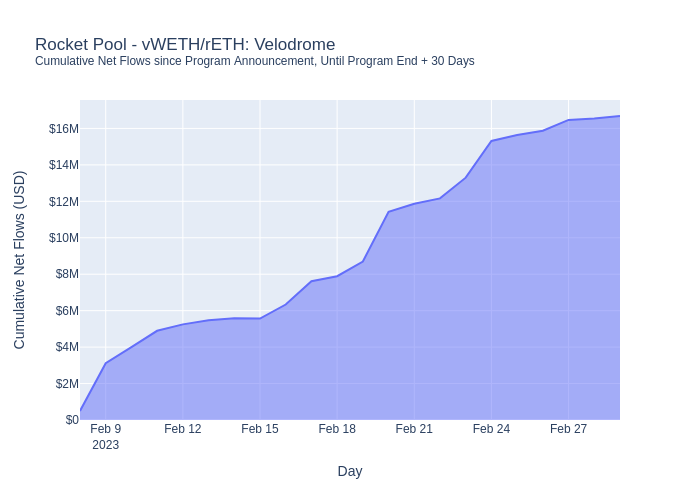 Rocket Pool - vWETH/rETH: Velodrome
Cumulative Net Flows since Program Announcement, Until Program End + 30 Days
Cumulative Net Flows (USD)
$16M
$14M
$12M
$10M
$8M
$6M
$4M
$2M
$0
Feb 9
2023
Feb 12
Feb 15
Feb 18
Feb 21
Feb 24
Feb 27
Day